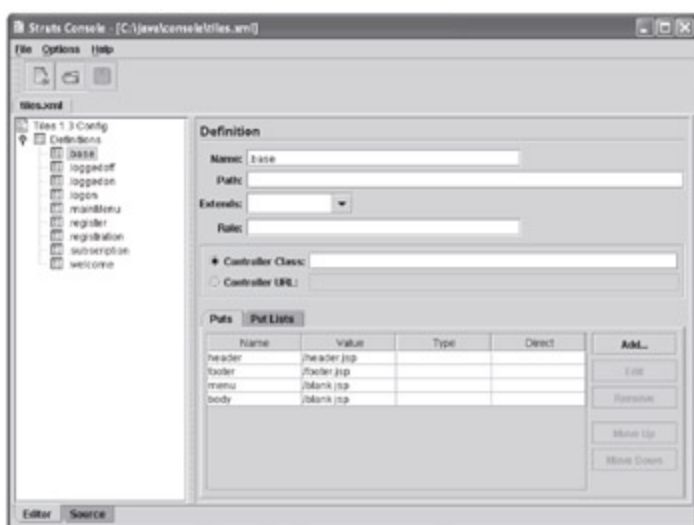 Struts Console - [C:\java\console\tiles.xml]
File Options Help
tiles.xml
Tiles 1.3 Config
Definitions
base
loggedoff
loggedon
logon
mainMenu
register
registration
subscription
welcome
Definition
Name: base
Path:
Extends:
Role:
Controller Class:
Controller URL:
Puts Put Lists
Name Value Type Direct
header /header.jsp
footer /footer.jsp
menu /blank.jsp
body /blank.jsp
Add...
Edit
Remove
Move Up
Move Down
Editor Source